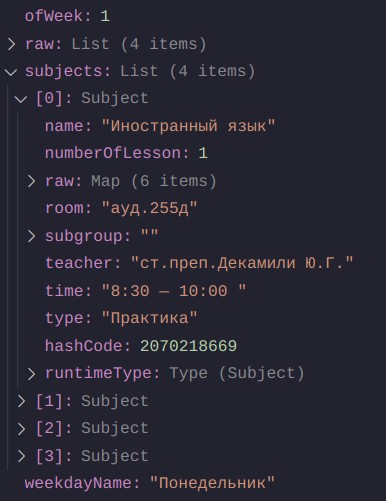 ofWeek: 1
raw: List (4 items)
subjects: List (4 items)
[0]: Subject
name: "Иностранный язык"
numberOfLesson: 1
raw: Map (6 items)
room: "ауд.255д"
subgroup: ""
teacher: "ст.преп.Декамили Ю.Г."
time: "8:30 — 10:00 "
type: "Практика"
hashCode: 2070218669
runtimeType: Type (Subject)
[1]: Subject
[2]: Subject
[3]: Subject
weekdayName: "Понедельник"